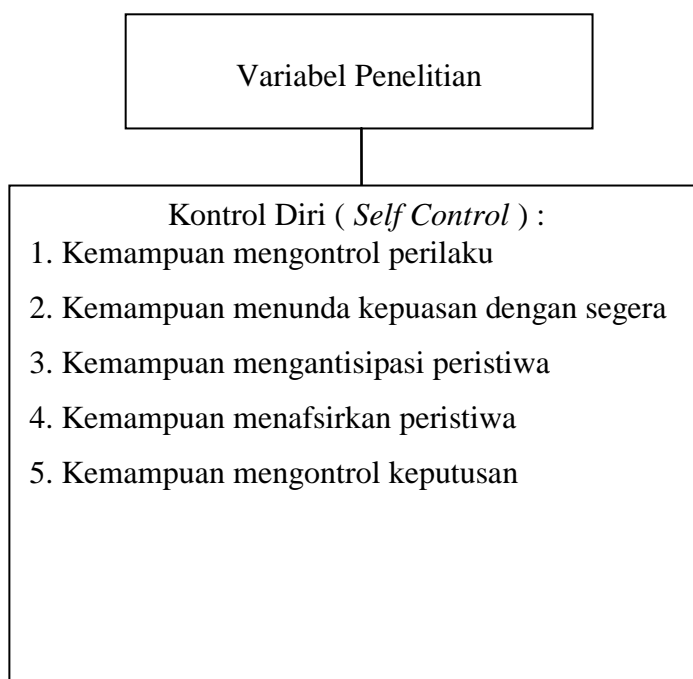 Variabel Penelitian
Kontrol Diri ( Self Control ) :
1. Kemampuan mengontrol perilaku
2. Kemampuan menunda kepuasan dengan segera
3. Kemampuan mengantisipasi peristiwa
4. Kemampuan menafsirkan peristiwa
5. Kemampuan mengontrol keputusan